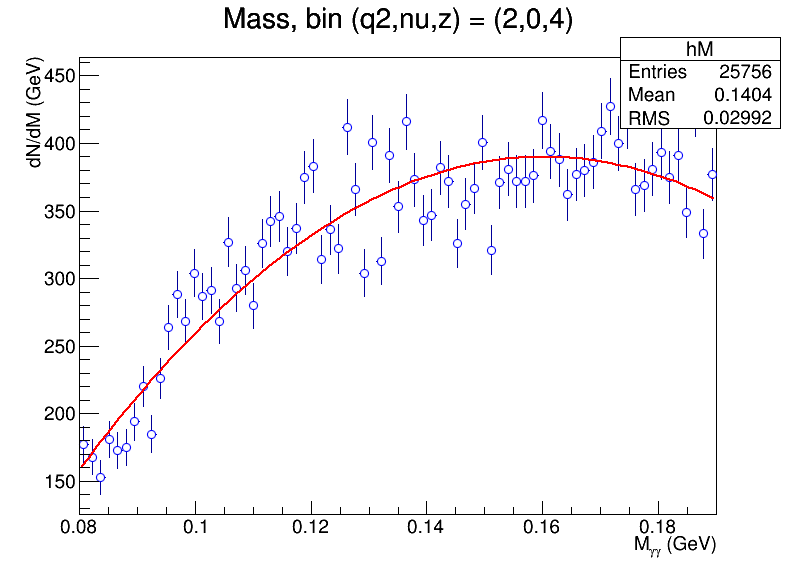 Mass, bin (q2,nu,z) = (2,0,4)
hM
Entries 25756
Mean 0.1404
RMS 0.02992
dN/dM (GeV)
450
400
350
300
250
200
150
0.08 0.1 0.12 0.14 0.16 0.18
Mγγ (GeV)